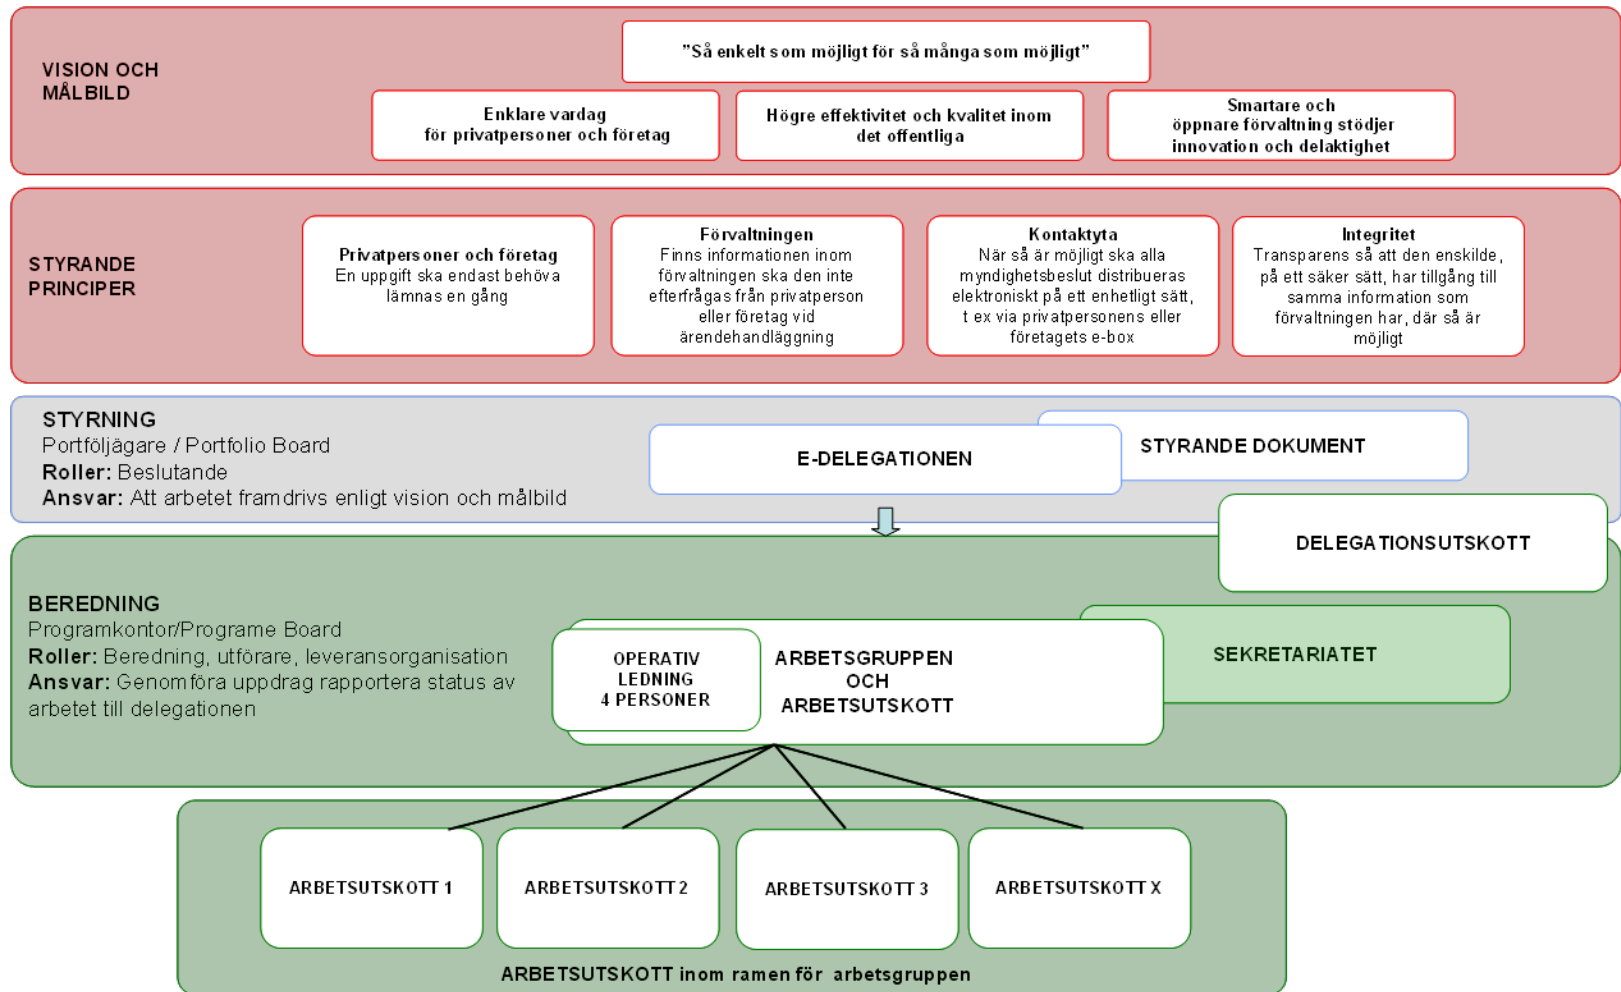 VISION OCH
MÅLBILD
”Så enkelt som möjligt för så många som möjligt”
Enklare vardag
för privatpersoner och företag
Högre effektivitet och kvalitet inom
det offentliga
Smartare och
öppnare förvaltning stödjer
innovation och delaktighet
STYRANDE
PRINCIPER
Privatpersoner och företag
En uppgift ska endast behöva
lämnas en gång
Förvaltningen
Finns informationen inom
förvaltningen ska den inte
efterfrågas från privatperson
eller företag vid
ärendehandläggning
Kontaktyta
När så är möjligt ska alla
myndighetsbeslut distribueras
elektroniskt på ett enhetligt sätt,
t ex via privatpersonens eller
företagets e-box
Integritet
Transparens så att den enskilde,
på ett säker sätt, har tillgång till
samma information som
förvaltningen har, där så är
möjligt
STYRNING
Portföljägare / Portfolio Board
Roller: Beslutande
Ansvar: Att arbetet framdrivs enligt vision och målbild
E-DELEGATIONEN
STYRANDE DOKUMENT
DELEGATIONSUTSKOTT
BEREDNING
Programkontor/Programe Board
Roller: Beredning, utförare, leveransorganisation
Ansvar: Genomföra uppdrag rapportera status av
arbetet till delegationen
OPERATIV
LEDNING
4 PERSONER
ARBETSGRUPPEN
OCH
ARBETSUTSKOTT
SEKRETARIATET
ARBETSUTSKOTT 1
ARBETSUTSKOTT 2
ARBETSUTSKOTT 3
ARBETSUTSKOTT X
ARBETSUTSKOTT inom ramen för arbetsgruppen